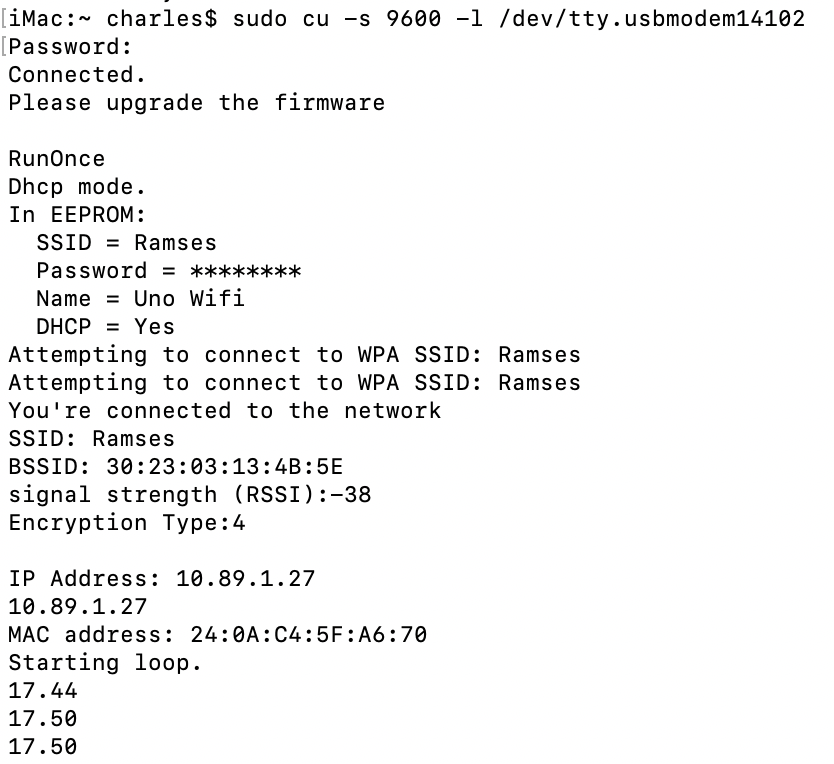 [iMac:~ charles$ sudo cu -s 9600 -l /dev/tty.usbmodem14102
[Password:
Connected.
Please upgrade the firmware
RunOnce
Dhcp mode.
In EEPROM:
  SSID = Ramses
  Password = ********
  Name = Uno Wifi
  DHCP = Yes
Attempting to connect to WPA SSID: Ramses
Attempting to connect to WPA SSID: Ramses
You're connected to the network
SSID: Ramses
BSSID: 30:23:03:13:4B:5E
signal strength (RSSI):-38
Encryption Type:4
IP Address: 10.89.1.27
10.89.1.27
MAC address: 24:0A:C4:5F:A6:70
Starting loop.
17.44
17.50
17.50